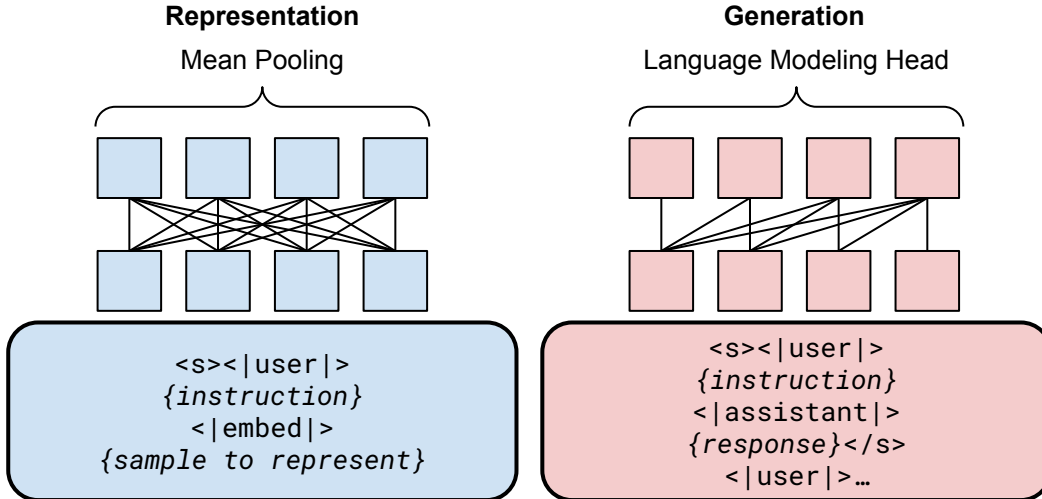 Representation
Mean Pooling
<s><|user|>
{instruction}
<|embed|>
{sample to represent}
Generation
Language Modeling Head
<s><|user|>
{instruction}
<|assistant|>
{response}</s>
<|user|>…